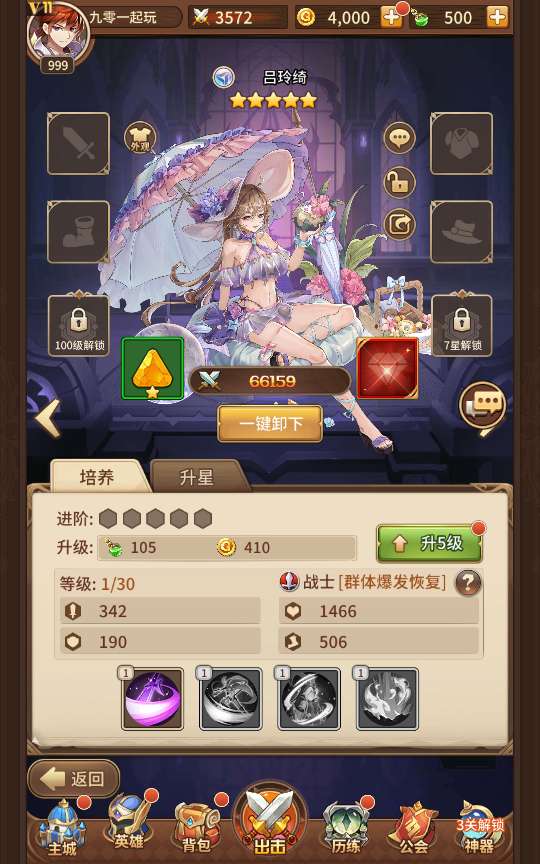 V11
九零一起玩
3572
4,000
500
999
吕玲绮
外观
100级解锁
7星解锁
66159
一键卸下
培养
升星
进阶:
升级:
105
410
升5级
等级: 1/30
战士 [群体爆发恢复]
?
342
1466
190
506
1
1
1
1
返回
主城
英雄
背包
出击
历练
公会
3关解锁
神器